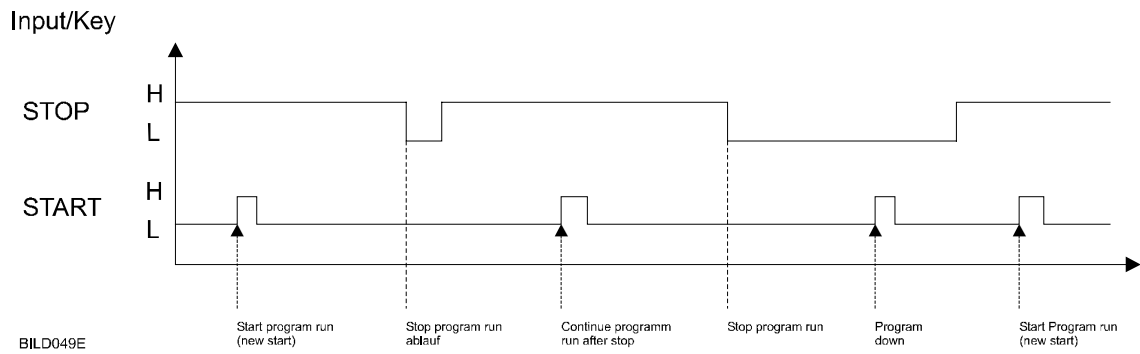 Input/Key
H
STOP
L
H
START
L
Start program run
(new start)
Stop program run
ablauf
Continue programm
run after stop
Stop program run
Program
down
Start Program run
(new start)
BILD049E